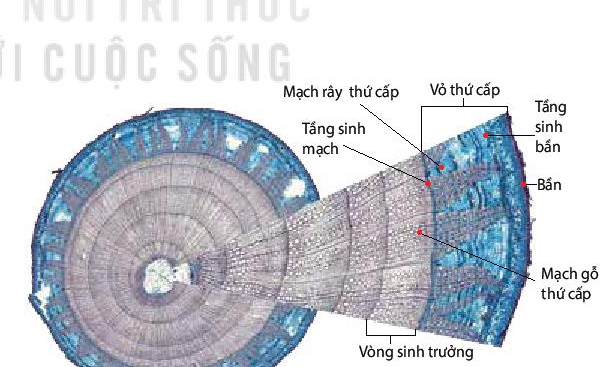 NỐI TRI THỨC
ỚI CUỘC SỐNG
Mạch rây thứ cấp
Vỏ thứ cấp
Tầng sinh
mạch
Tầng
sinh
bần
Bần
Mạch gỗ
thứ cấp
Vòng sinh trưởng